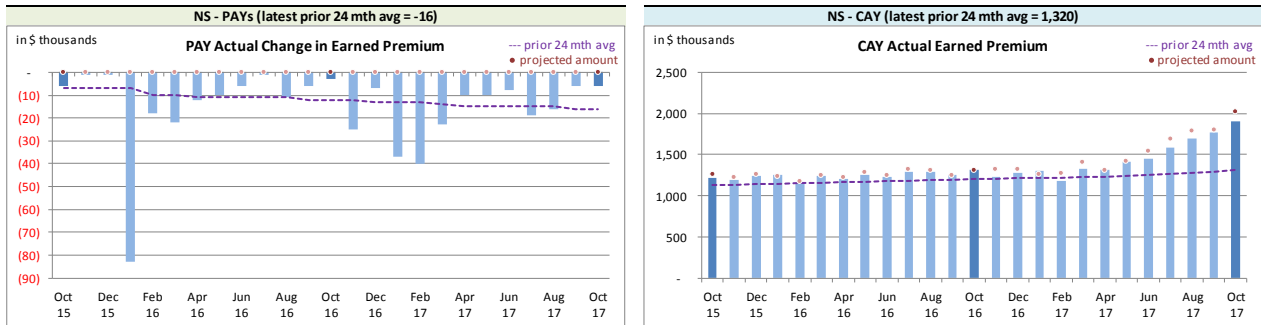 NS - PAYs (latest prior 24 mth avg = -16)
in $ thousands
PAY Actual Change in Earned Premium
--- prior 24 mth avg
● projected amount
-
(10)
(20)
(30)
(40)
(50)
(60)
(70)
(80)
(90)
Oct Dec Feb Apr Jun Aug Oct Dec Feb Apr Jun Aug Oct
15 15 16 16 16 16 16 16 17 17 17 17 17
NS - CAY (latest prior 24 mth avg = 1,320)
in $ thousands
CAY Actual Earned Premium
--- prior 24 mth avg
● projected amount
2,500
2,000
1,500
1,000
500
-
Oct Dec Feb Apr Jun Aug Oct Dec Feb Apr Jun Aug Oct
15 15 16 16 16 16 16 16 17 17 17 17 17